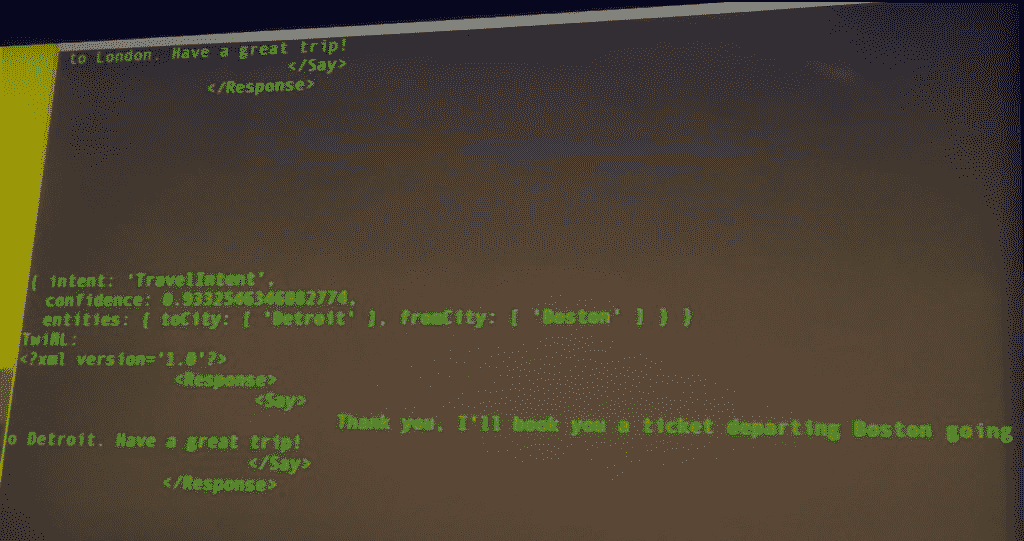 to London. Have a great trip!
</Say>
</Response>
{ intent: 'TravelIntent',
confidence: 0.9332546346882774,
entities: { toCity: [ 'Detroit' ], fromCity: [ 'Boston' ] } }
TwiML:
<?xml version='1.0'?>
<Response>
<Say>
Thank you, I'll book you a ticket departing Boston going
o Detroit. Have a great trip!
</Say>
</Response>